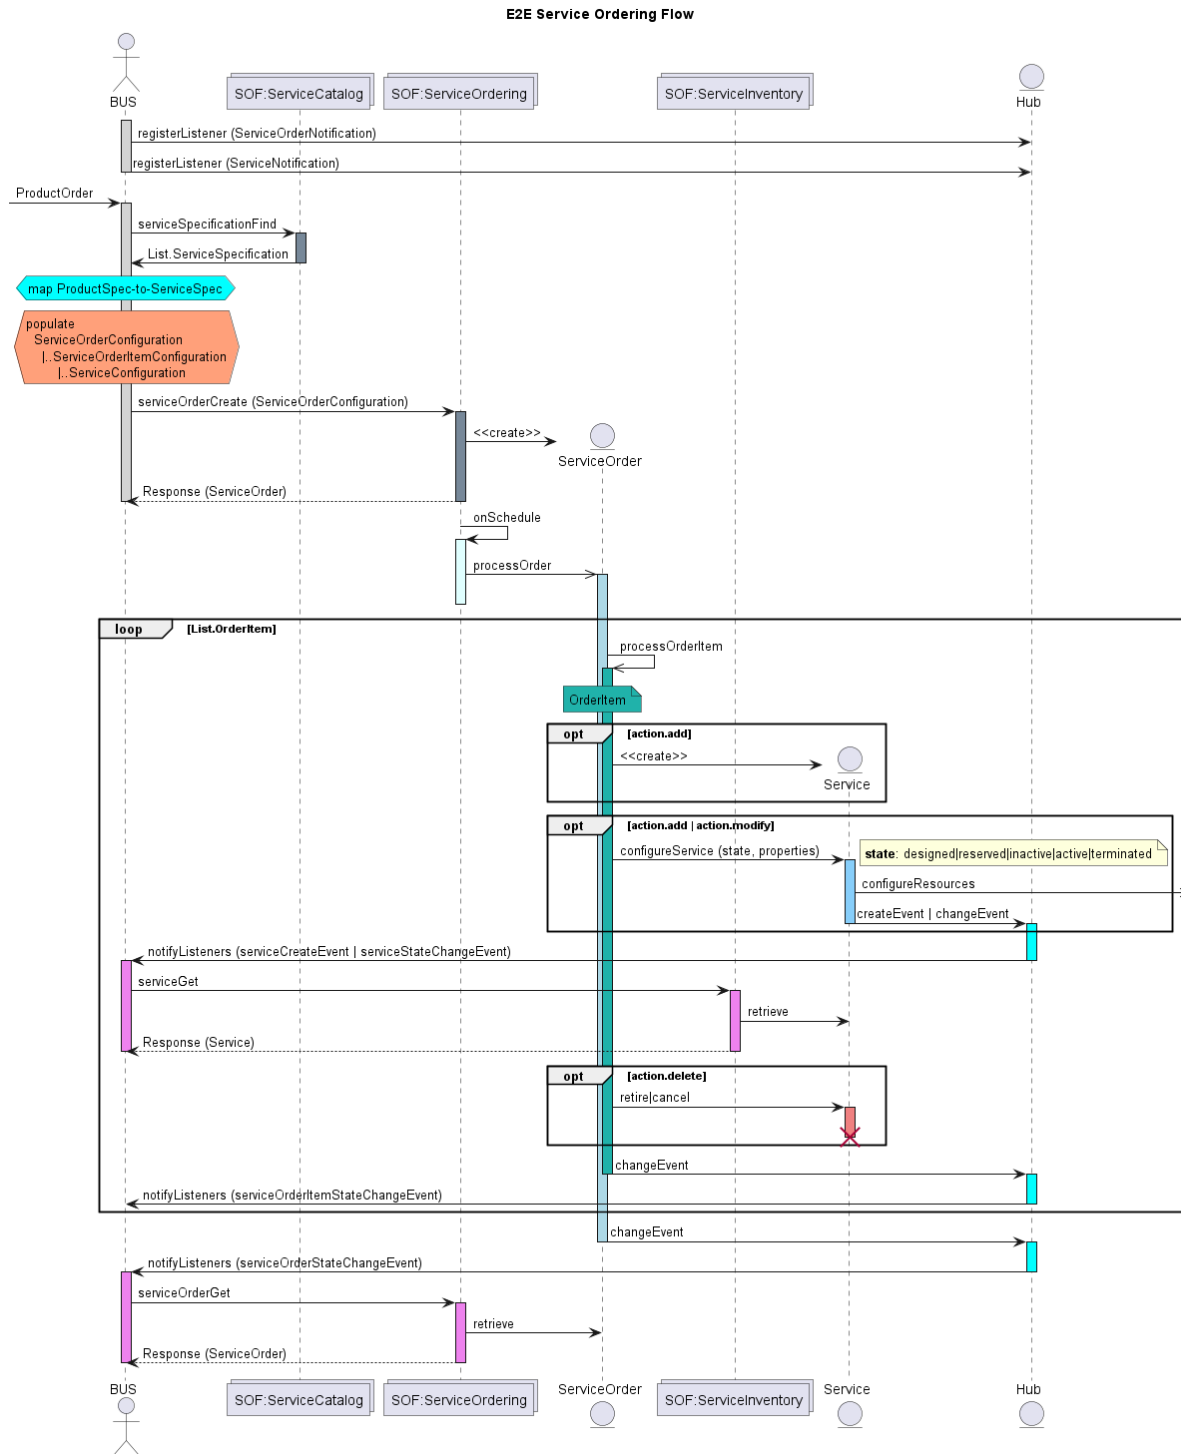 E2E Service Ordering Flow
BUS
SOF:ServiceCatalog
SOF:ServiceOrdering
SOF:ServiceInventory
Hub
registerListener (ServiceOrderNotification)
registerListener (ServiceNotification)
ProductOrder
serviceSpecificationFind
List.ServiceSpecification
map ProductSpec-to-ServiceSpec
populate
ServiceOrderConfiguration
|..ServiceOrderItemConfiguration
|..ServiceConfiguration
serviceOrderCreate (ServiceOrderConfiguration)
<<create>>
ServiceOrder
Response (ServiceOrder)
onSchedule
processOrder
loop [List.OrderItem]
processOrderItem
OrderItem
opt [action.add]
<<create>>
Service
opt [action.add | action.modify]
configureService (state, properties)
state: designed|reserved|inactive|active|terminated
configureResources
createEvent | changeEvent
notifyListeners (serviceCreateEvent | serviceStateChangeEvent)
serviceGet
retrieve
Response (Service)
opt [action.delete]
retire|cancel
changeEvent
notifyListeners (serviceOrderItemStateChangeEvent)
changeEvent
notifyListeners (serviceOrderStateChangeEvent)
serviceOrderGet
retrieve
Response (ServiceOrder)
BUS
SOF:ServiceCatalog
SOF:ServiceOrdering
ServiceOrder
SOF:ServiceInventory
Service
Hub